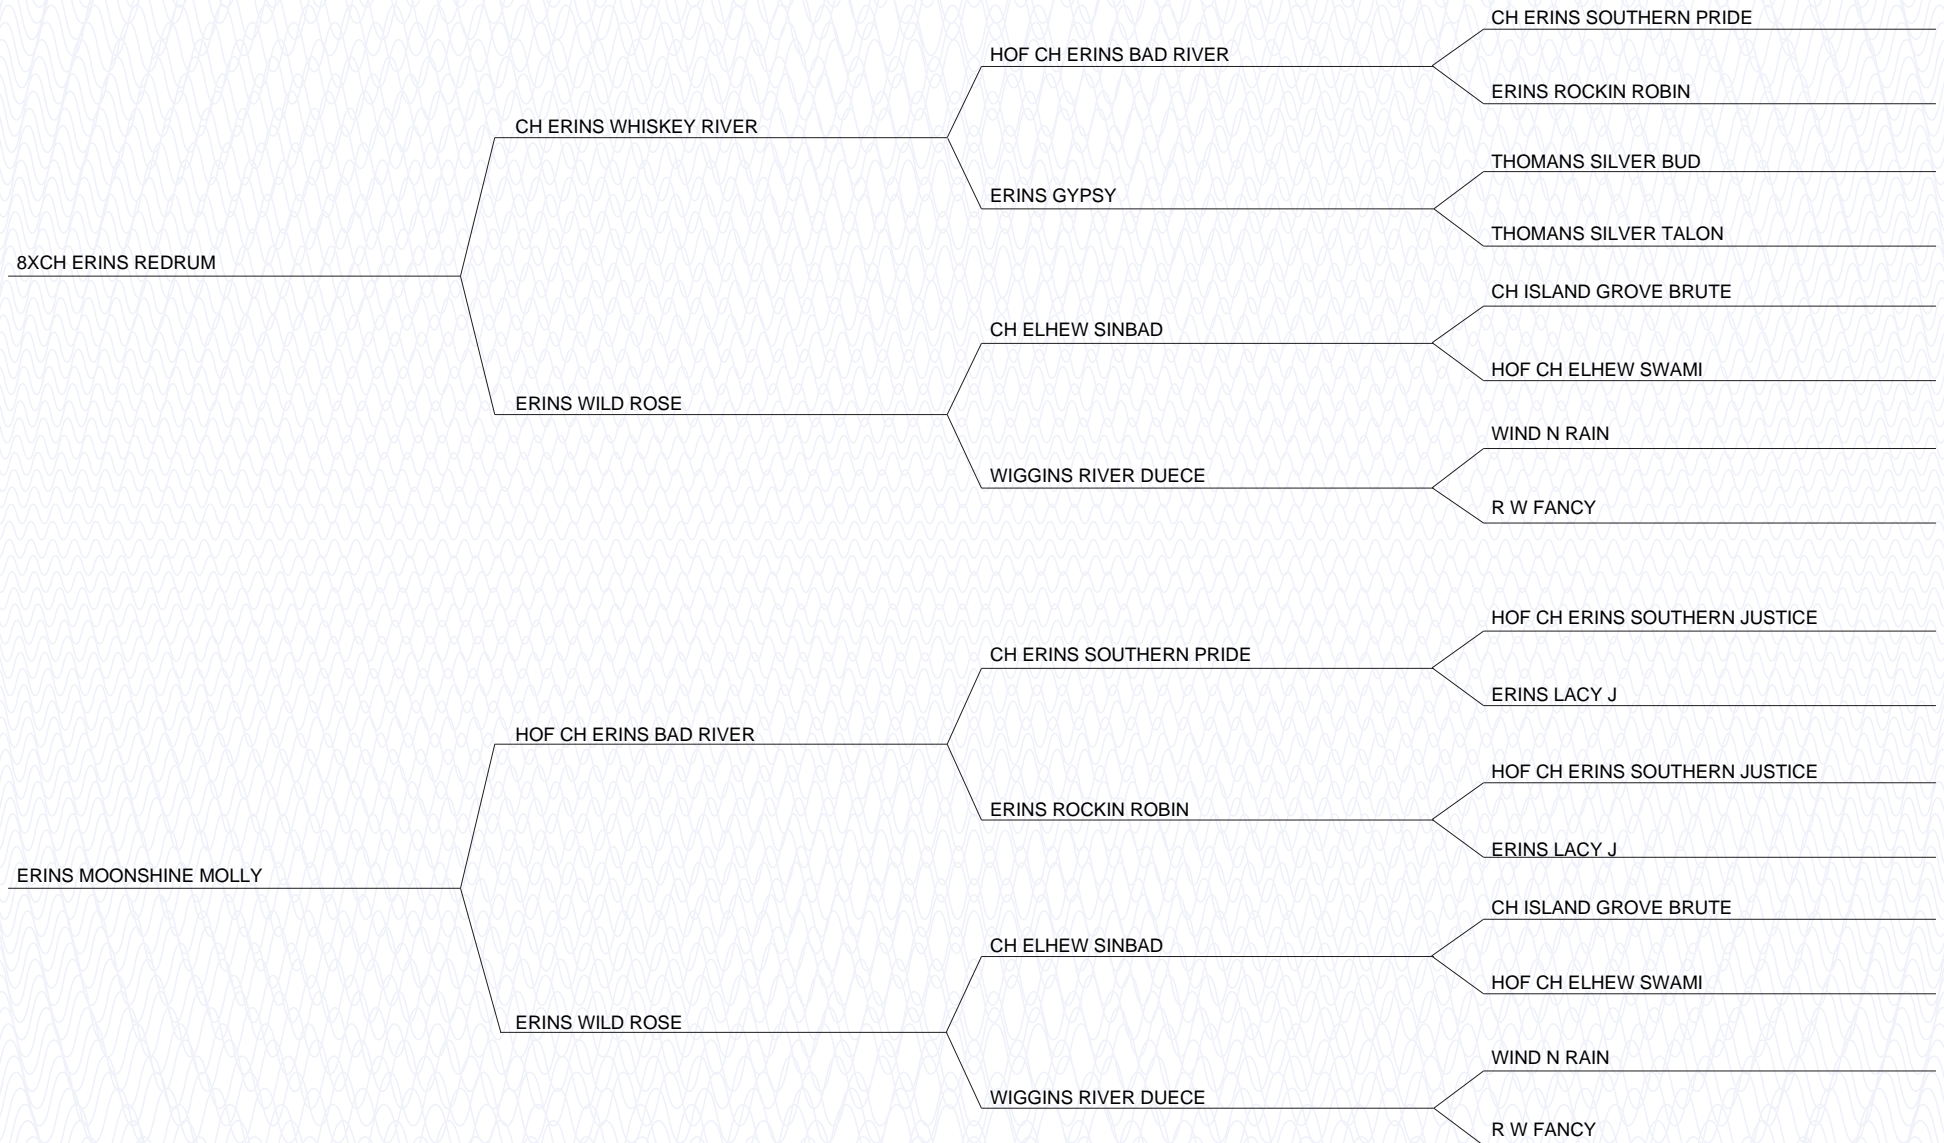 CH ERINS SOUTHERN PRIDE
HOF CH ERINS BAD RIVER
ERINS ROCKIN ROBIN
CH ERINS WHISKEY RIVER
THOMANS SILVER BUD
ERINS GYPSY
THOMANS SILVER TALON
8XCH ERINS REDRUM
CH ISLAND GROVE BRUTE
CH ELHEW SINBAD
HOF CH ELHEW SWAMI
ERINS WILD ROSE
WIND N RAIN
WIGGINS RIVER DUECE
R W FANCY
HOF CH ERINS SOUTHERN JUSTICE
CH ERINS SOUTHERN PRIDE
ERINS LACY J
HOF CH ERINS BAD RIVER
HOF CH ERINS SOUTHERN JUSTICE
ERINS ROCKIN ROBIN
ERINS LACY J
ERINS MOONSHINE MOLLY
CH ISLAND GROVE BRUTE
CH ELHEW SINBAD
HOF CH ELHEW SWAMI
ERINS WILD ROSE
WIND N RAIN
WIGGINS RIVER DUECE
R W FANCY